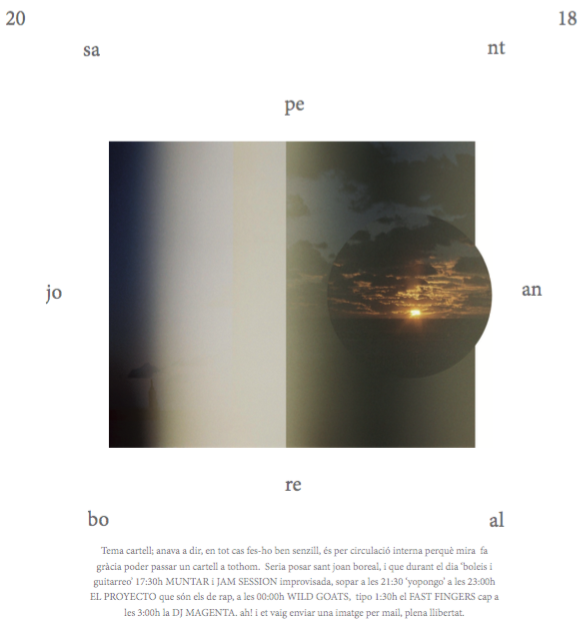 20 18
sa nt
pe
jo an
re
bo al
Tema cartell; anava a dir, en tot cas fes-ho ben senzill, és per circulació interna perquè mira fa
gràcia poder passar un cartell a tothom. Seria posar sant joan boreal, i que durant el dia 'boleis i
guitarreo' 17:30h MUNTAR i JAM SESSION improvisada, sopar a les 21:30 'yopongo' a les 23:00h
EL PROYECTO que són els de rap, a les 00:00h WILD GOATS, tipo 1:30h el FAST FINGERS cap a
les 3:00h la DJ MAGENTA. ah! i et vaig enviar una imatge per mail, plena llibertat.